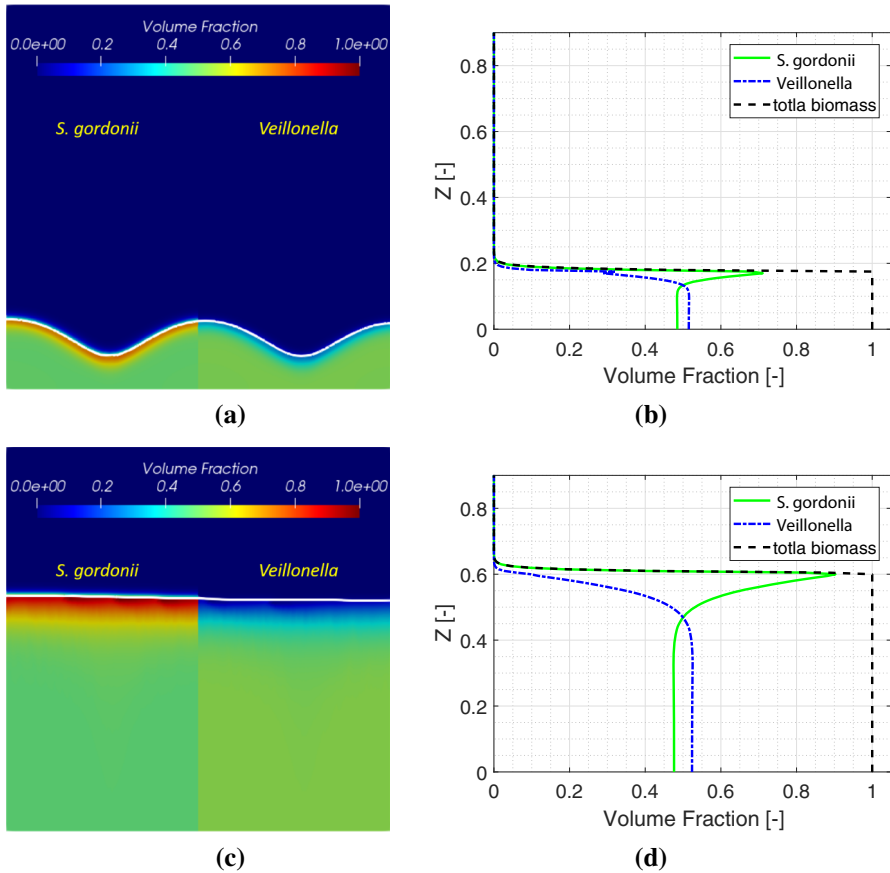 Volume Fraction
0.0e+00 0.2 0.4 0.6 0.8 1.0e+00
S. gordonii Veillonella
(a)
0.8
0.6
0.4
0.2
0
Z [-]
S. gordonii
Veillonella
totla biomass
0 0.2 0.4 0.6 0.8 1
Volume Fraction [-]
(b)
Volume Fraction
0.0e+00 0.2 0.4 0.6 0.8 1.0e+00
S. gordonii Veillonella
(c)
0.8
0.6
0.4
0.2
0
Z [-]
S. gordonii
Veillonella
totla biomass
0 0.2 0.4 0.6 0.8 1
Volume Fraction [-]
(d)